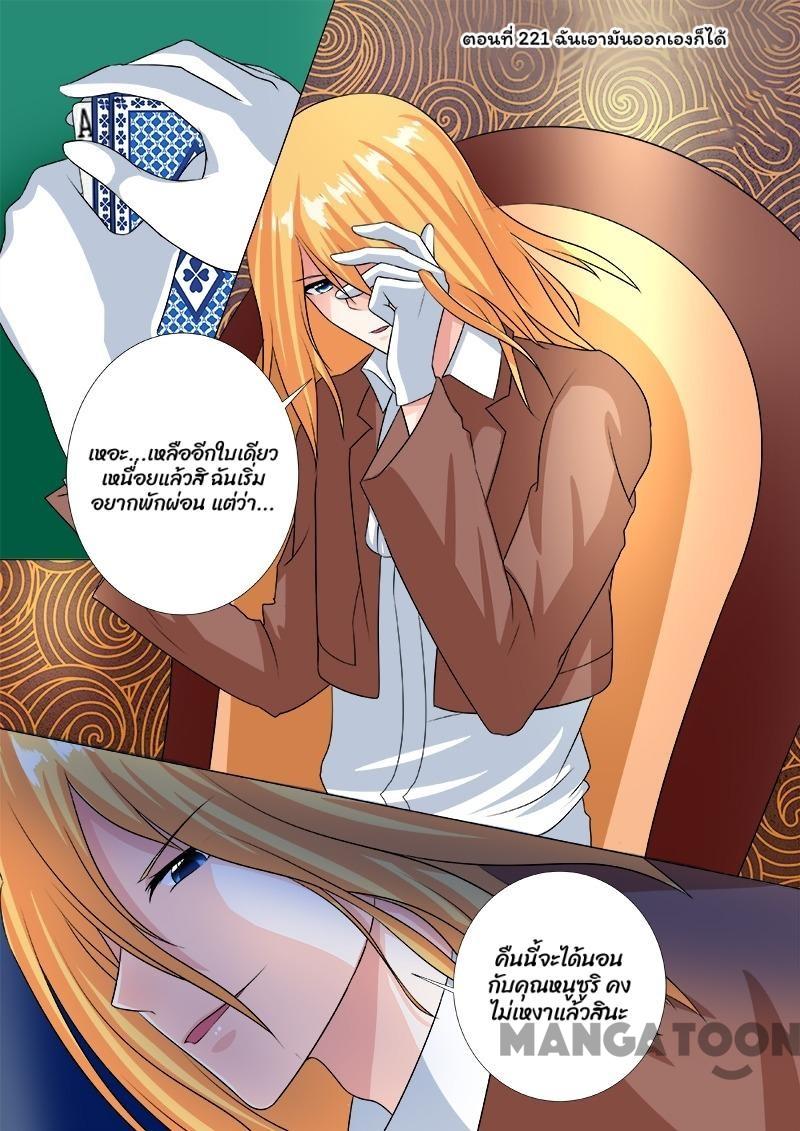 ตอนที่ 221 ฉันเอามันออกเองก็ได้
A
เหอะ...เหลืออีกใบเดียว
เหนื่อยแล้วสิ ฉันเริ่ม
อยากพักผ่อน แต่ว่า...
คืนนี้จะได้นอน
กับคุณหนูซูริ คง
ไม่เหงาแล้วสินะ
MANGATOON